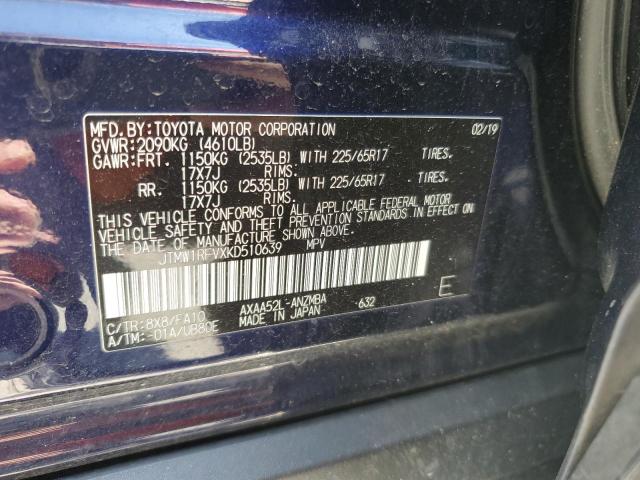 MFD. BY: TOYOTA MOTOR CORPORATION 02/19
GVWR: 2090KG (4610LB)
GAWR: FRT. 1150KG (2535LB) WITH 225/65R17 TIRES.
17X7J RIMS.
RR. 1150KG (2535LB) WITH 225/65R17 TIRES.
17X7J RIMS.
THIS VEHICLE CONFORMS TO ALL APPLICABLE FEDERAL MOTOR
VEHICLE SAFETY AND THEFT PREVENTION STANDARDS IN EFFECT
ON THE DATE OF MANUFACTURE SHOWN ABOVE.
JTMW1RFVXKD510639 MPV
C/TR: 8X8/FA10 AXAA52L-ANZMBA -632 E
A/TM: -01A/UB80E MADE IN JAPAN